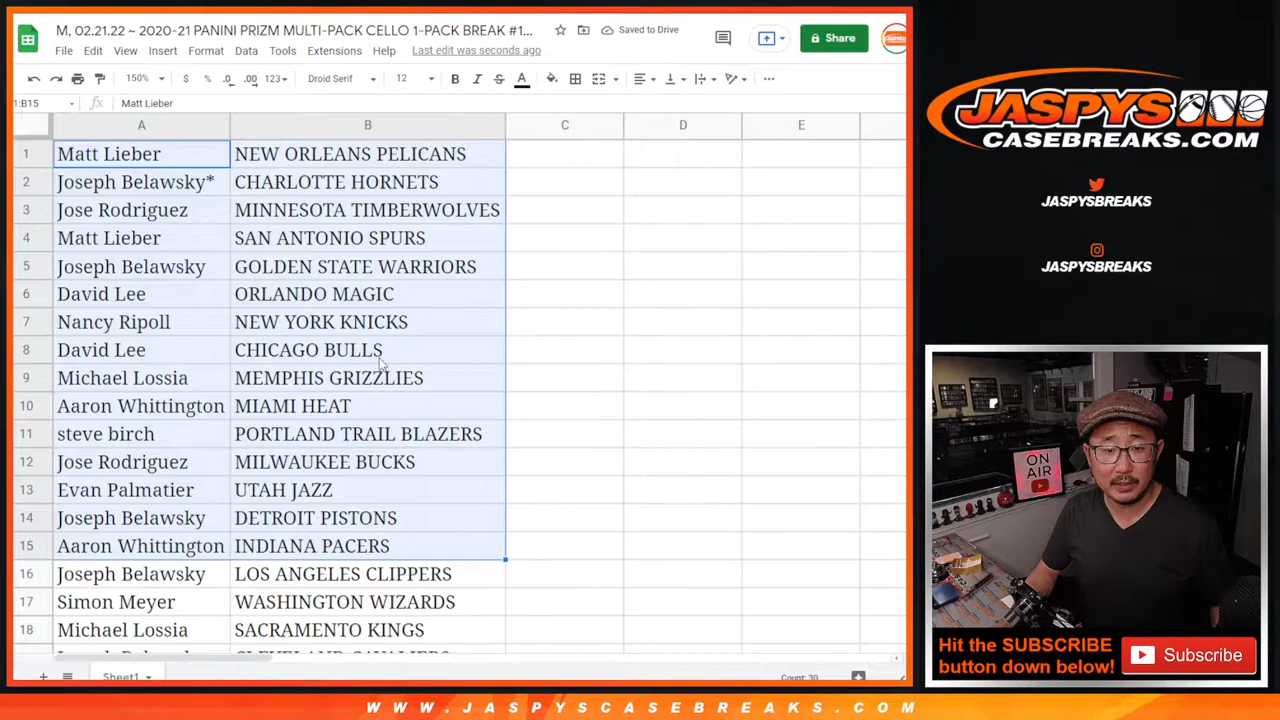 M, 02.21.22 ~ 2020-21 PANINI PRIZM MULTI-PACK CELLO 1-PACK BREAK #1...
Saved to Drive
Share
File Edit View Insert Format Data Tools Extensions Last edit was seconds ago
150% $ % .0 .00 123 Droid Serif 12 B I S A
1:B15 fx Matt Lieber
A B C D E
1 Matt Lieber NEW ORLEANS PELICANS
2 Joseph Belawsky* CHARLOTTE HORNETS
3 Jose Rodriguez MINNESOTA TIMBERWOLVES
4 Matt Lieber SAN ANTONIO SPURS
5 Joseph Belawsky GOLDEN STATE WARRIORS
6 David Lee ORLANDO MAGIC
7 Nancy Ripoll NEW YORK KNICKS
8 David Lee CHICAGO BULLS
9 Michael Lossia MEMPHIS GRIZZLIES
10 Aaron Whittington MIAMI HEAT
11 steve birch PORTLAND TRAIL BLAZERS
12 Jose Rodriguez MILWAUKEE BUCKS
13 Evan Palmatier UTAH JAZZ
14 Joseph Belawsky DETROIT PISTONS
15 Aaron Whittington INDIANA PACERS
16 Joseph Belawsky LOS ANGELES CLIPPERS
17 Simon Meyer WASHINGTON WIZARDS
18 Michael Lossia SACRAMENTO KINGS
Sheet1
Count: 30
JASPYS
CASEBREAKS.COM
JASPYSBREAKS
JASPYSBREAKS
ON
AIR
Hit the SUBSCRIBE
button down below!
Subscribe
WWW.JASPYSCASEBREAKS.COM